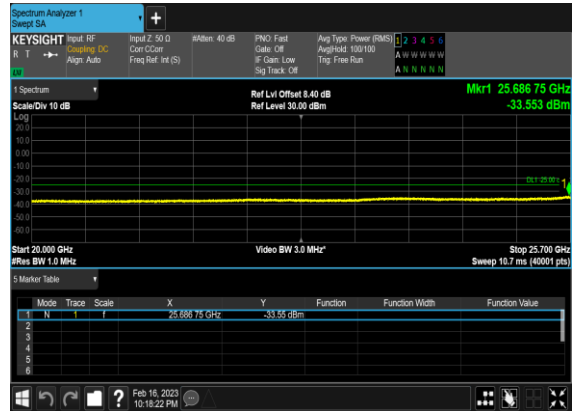 Spectrum Analyzer 1
Swept SA
+
KEYSIGHT Input: RF Input Z: 50 Ω #Atten: 40 dB PNO: Fast Avg Type: Power (RMS) 1 2 3 4 5 6
R T Coupling: DC Corr CCorr Gate: Off Avg|Hold: 100/100 A W W W W W
Align: Auto Freq Ref: Int (S) IF Gain: Low Trig: Free Run
Sig Track: Off A N N N N N
1 Spectrum Ref Lvl Offset 8.40 dB Mkr1 25.686 75 GHz
Scale/Div 10 dB Ref Level 30.00 dBm -33.553 dBm
Log
20.0
10.0
0.00
-10.0
-20.0
DL1 -25.00
1
-30.0
-40.0
-50.0
-60.0
Start 20.000 GHz Video BW 3.0 MHz* Stop 25.700 GHz
#Res BW 1.0 MHz Sweep 10.7 ms (40001 pts)
5 Marker Table
Mode Trace Scale X Y Function Function Width Function Value
1 N 1 f 25.686 75 GHz -33.55 dBm
2
3
4
5
6
? Feb 16, 2023
10:18:22 PM